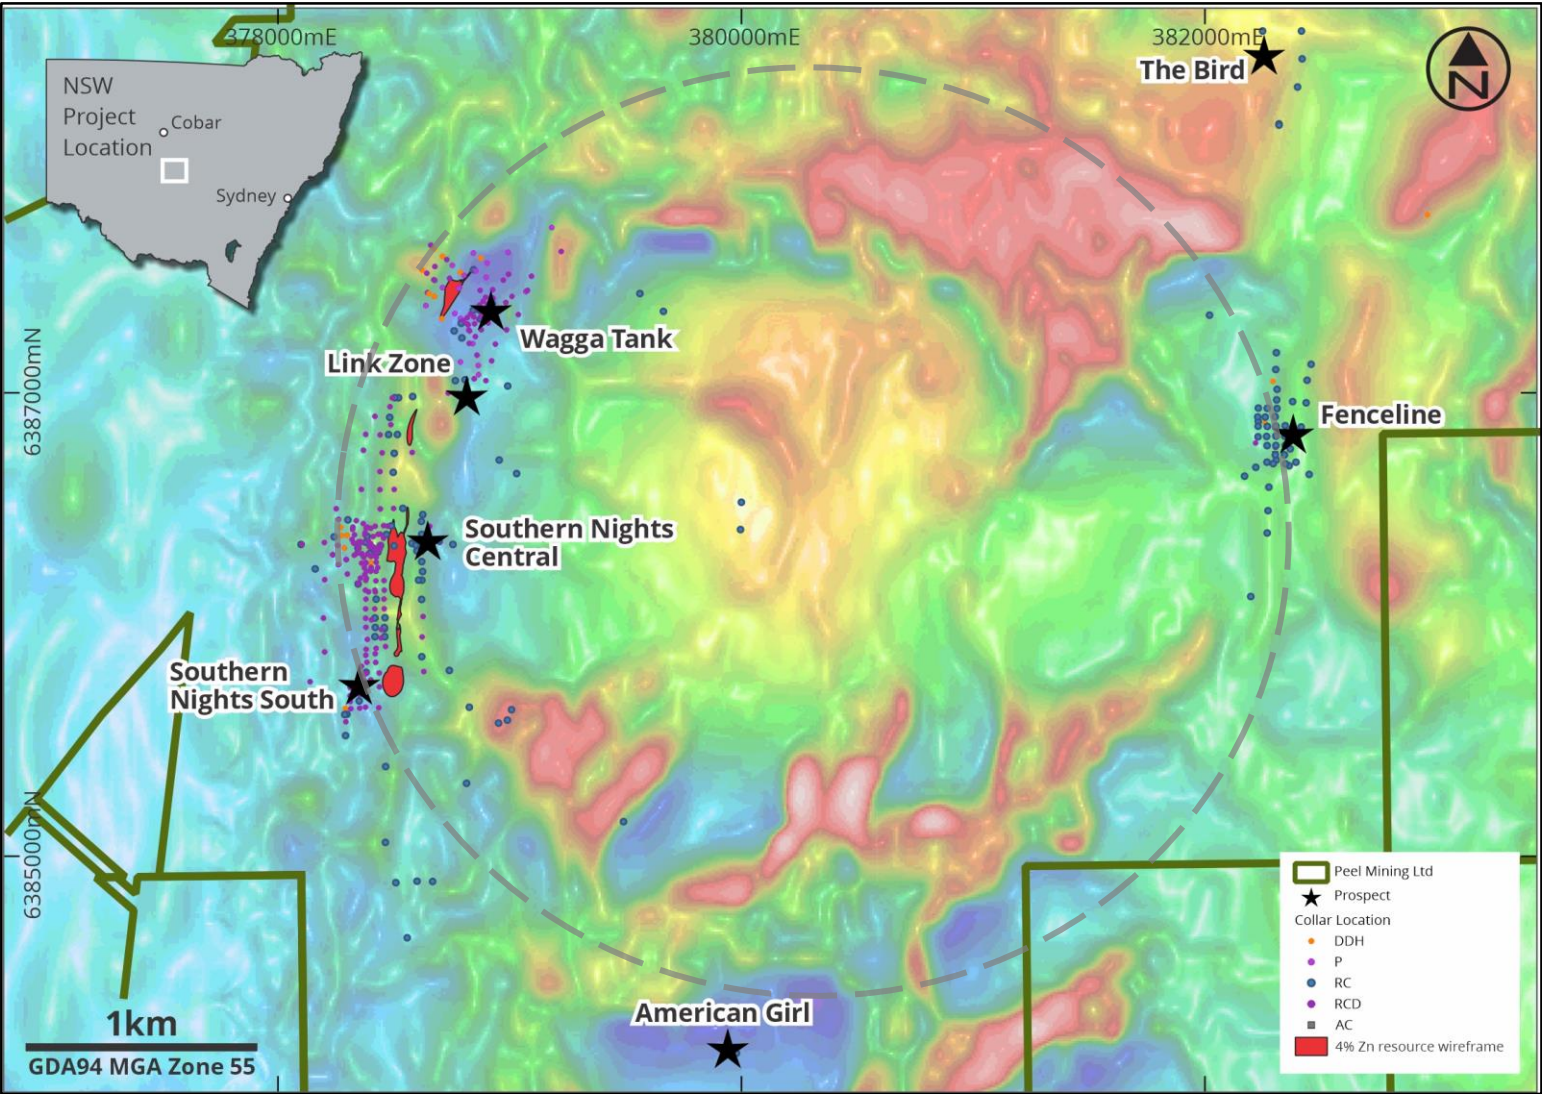 378000mE
380000mE
382000mE
The Bird
N
NSW
Project
Location
Cobar
Sydney
Wagga Tank
Link Zone
6387000mN
Fenceline
Southern Nights
Central
Southern
Nights South
6385000mN
American Girl
1km
GDA94 MGA Zone 55
Peel Mining Ltd
Prospect
Collar Location
DDH
P
RC
RCD
AC
4% Zn resource wireframe